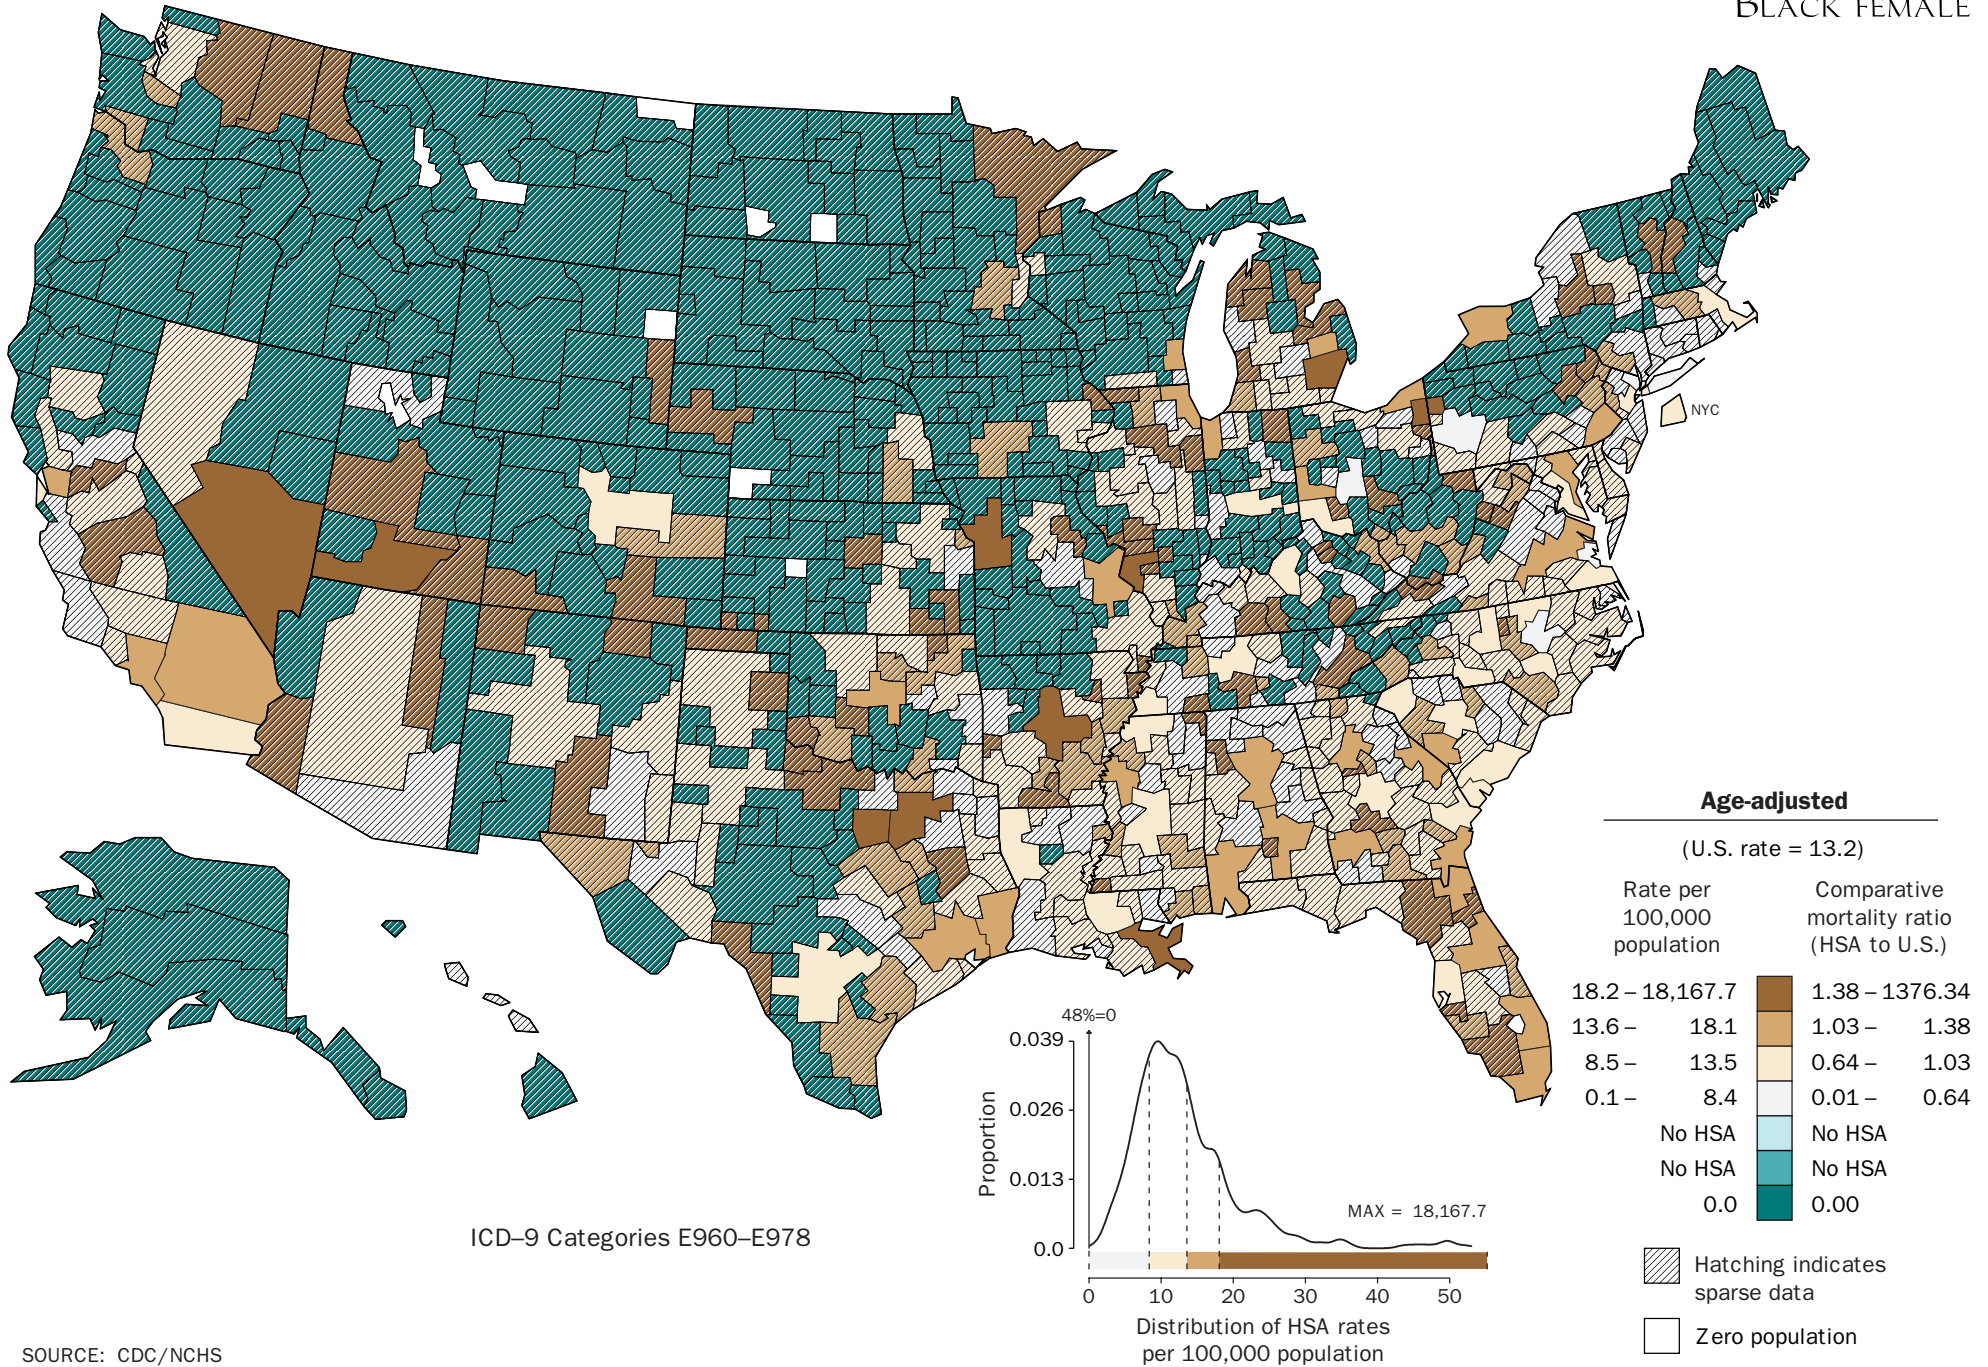 BLACK FEMALE
NYC
Age-adjusted
(U.S. rate = 13.2)
Rate per 100,000 population
Comparative mortality ratio (HSA to U.S.)
18.2 – 18,167.7 1.38 – 1376.34
13.6 – 18.1 1.03 – 1.38
8.5 – 13.5 0.64 – 1.03
0.1 – 8.4 0.01 – 0.64
No HSA No HSA
No HSA No HSA
0.0 0.00
Hatching indicates
sparse data
Zero population
48%=0
0.039
0.026
0.013
0.0
Proportion
MAX = 18,167.7
0 10 20 30 40 50
Distribution of HSA rates
per 100,000 population
ICD–9 Categories E960–E978
SOURCE: CDC/NCHS